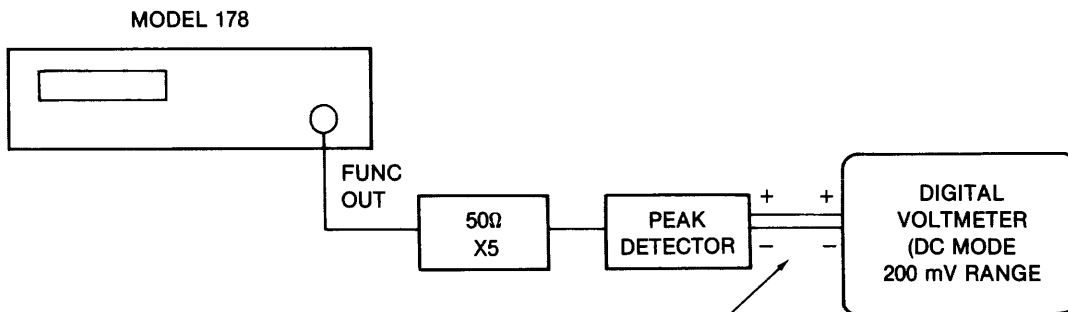 MODEL 178
FUNC
OUT
50Ω
X5
PEAK
DETECTOR
+ +
− −
DIGITAL
VOLTMETER
(DC MODE
200 mV RANGE